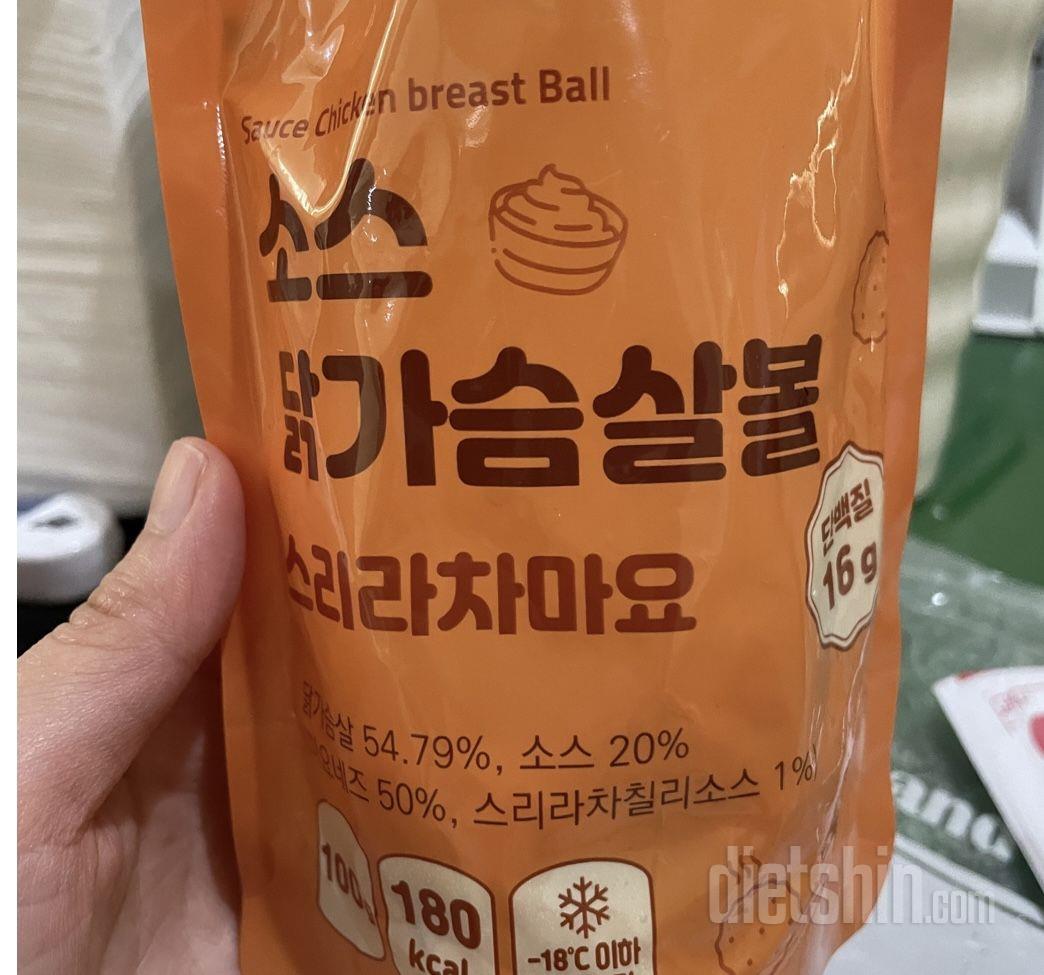 Sauce Chicken breast Ball
소스
닭가슴살볼
단백질
16 g
스리라차마요
닭가슴살 54.79%, 소스 20%
요네즈 50%, 스리라차칠리소스 1%)
100g
180
kcal
-18℃ 이하
dietshin.com